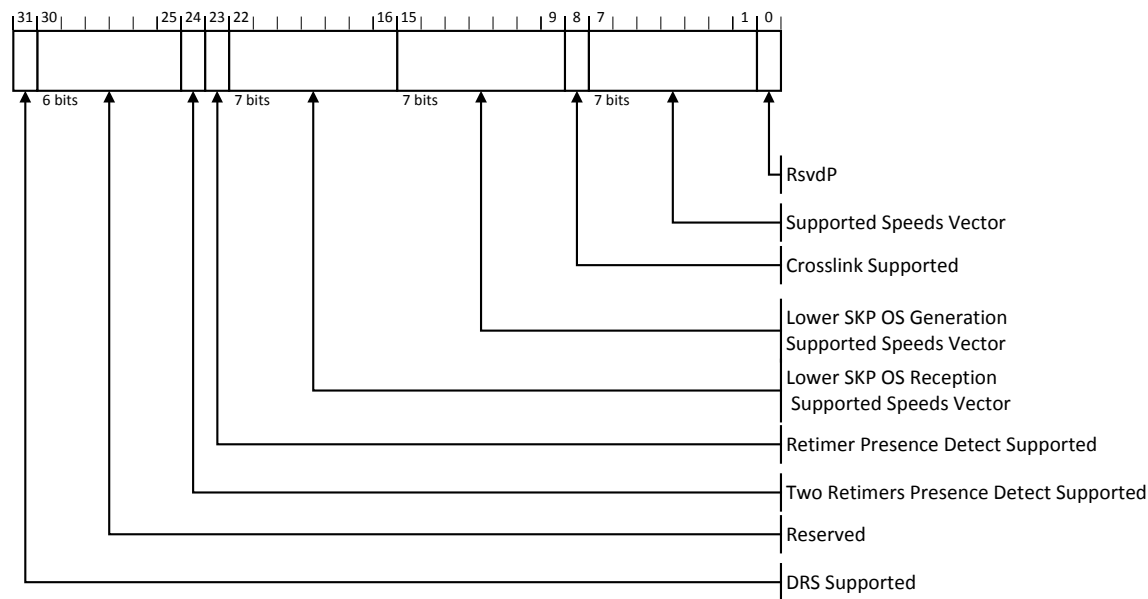 31 30 25 24 23 22 16 15 9 8 7 1 0
6 bits 7 bits 7 bits 7 bits
RsvdP
Supported Speeds Vector
Crosslink Supported
Lower SKP OS Generation
Supported Speeds Vector
Lower SKP OS Reception
Supported Speeds Vector
Retimer Presence Detect Supported
Two Retimers Presence Detect Supported
Reserved
DRS Supported